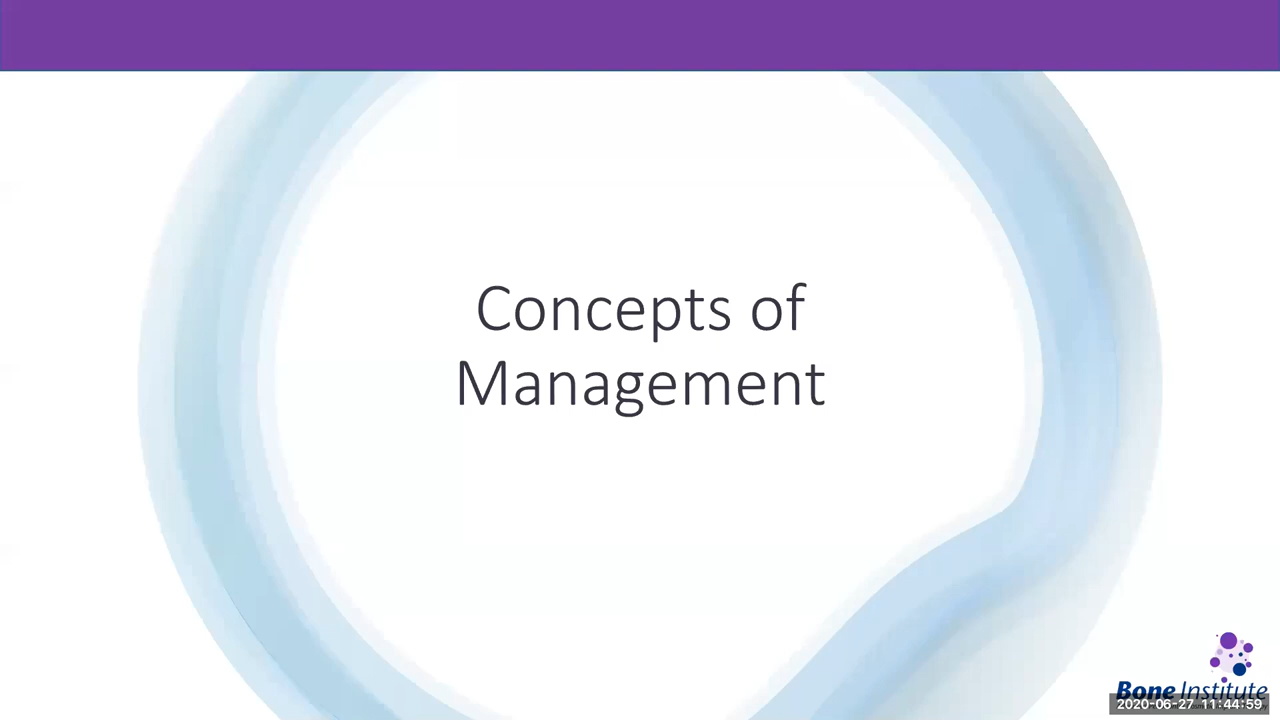 Concepts of
Management
Bone Institute
2020-06-27 11:44:59